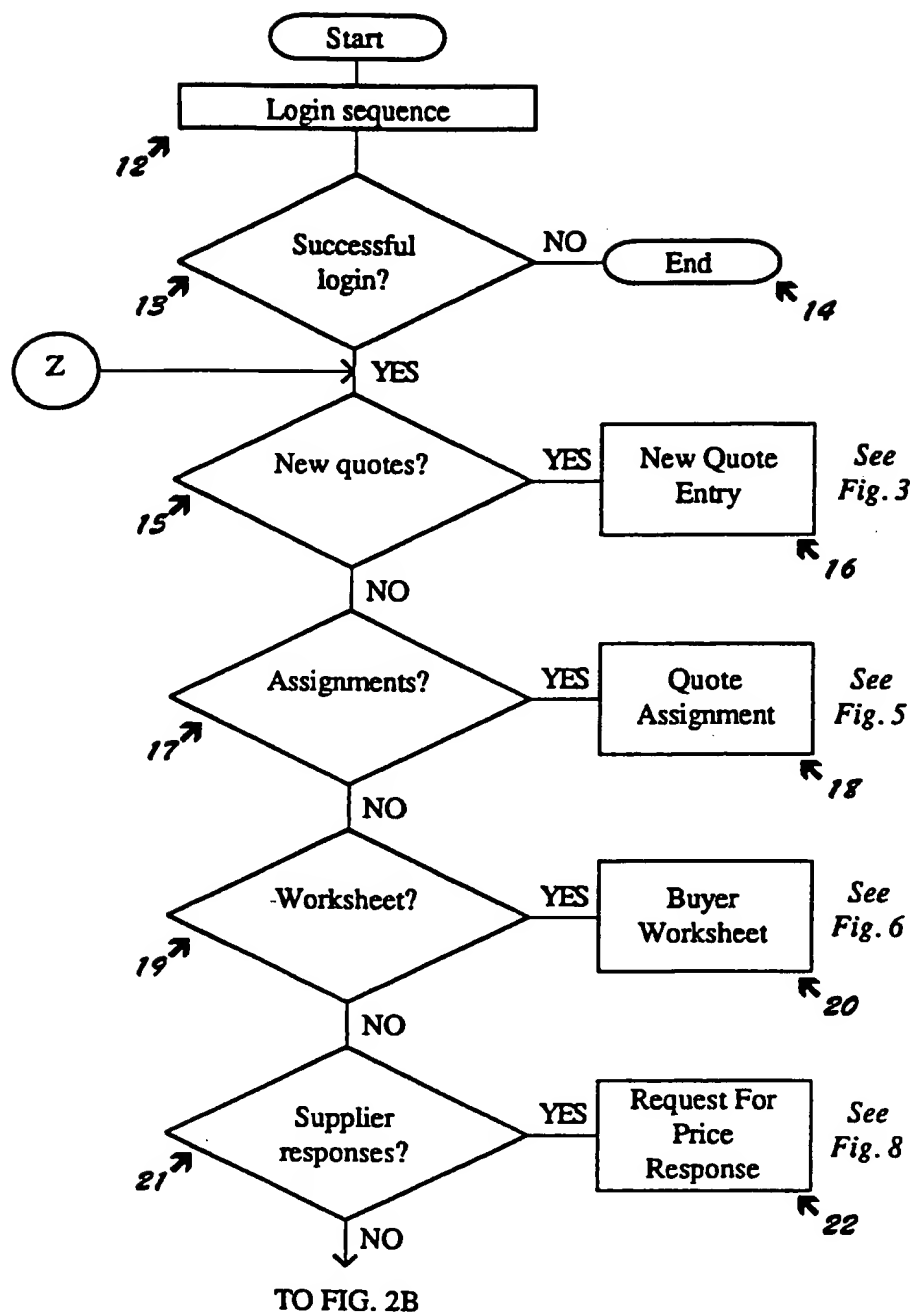 Start
Login sequence
12
Successful
login?
NO
End
13
14
Z
YES
New quotes?
YES
New Quote
Entry
See
Fig. 3
15
16
NO
Assignments?
YES
Quote
Assignment
See
Fig. 5
17
18
NO
Worksheet?
YES
Buyer
Worksheet
See
Fig. 6
19
20
NO
Supplier
responses?
YES
Request For
Price
Response
See
Fig. 8
21
22
NO
TO FIG. 2B